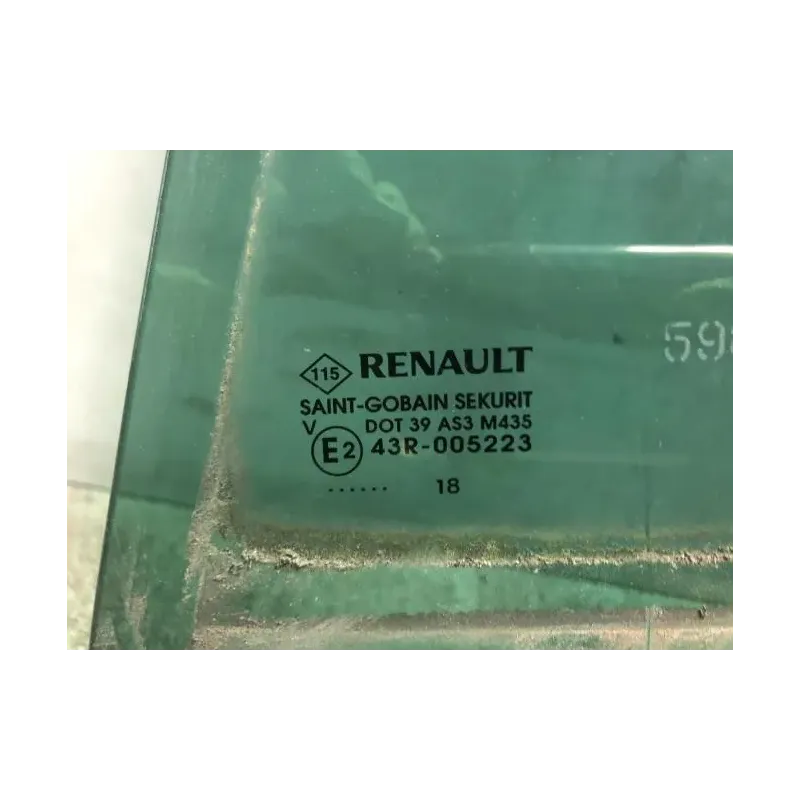 115 RENAULT
SAINT-GOBAIN SEKURIT
V DOT 39 AS3 M435
E2 43R-005223
...... 18